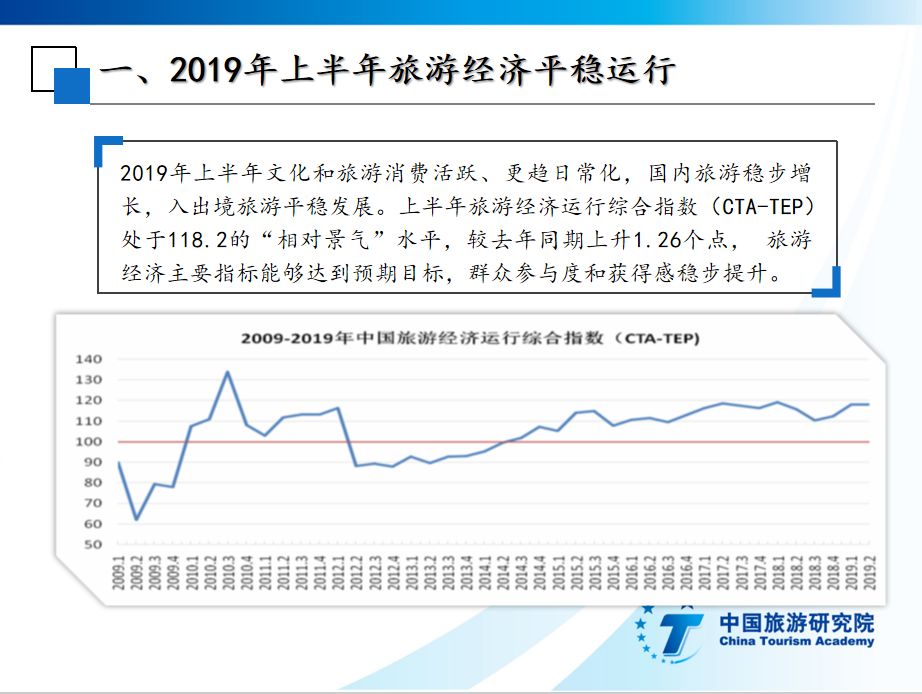 一、2019年上半年旅游经济平稳运行
2019年上半年文化和旅游消费活跃、更趋日常化，国内旅游稳步增
长，入出境旅游平稳发展。上半年旅游经济运行综合指数（CTA-TEP）
处于118.2的“相对景气”水平，较去年同期上升1.26个点， 旅游
经济主要指标能够达到预期目标，群众参与度和获得感稳步提升。
2009-2019年中国旅游经济运行综合指数（CTA-TEP)
140
130
120
110
100
90
80
70
60
50
2009.1 2009.2 2009.3 2009.4 2010.1 2010.2 2010.3 2010.4 2011.1 2011.2 2011.3 2011.4 2012.1 2012.2 2012.3 2012.4 2013.1 2013.2 2013.3 2013.4 2014.1 2014.2 2014.3 2014.4 2015.1 2015.2 2015.3 2015.4 2016.1 2016.2 2016.3 2016.4 2017.1 2017.2 2017.3 2017.4 2018.1 2018.2 2018.3 2018.4 2019.1 2019.2
中国旅游研究院
China Tourism Academy